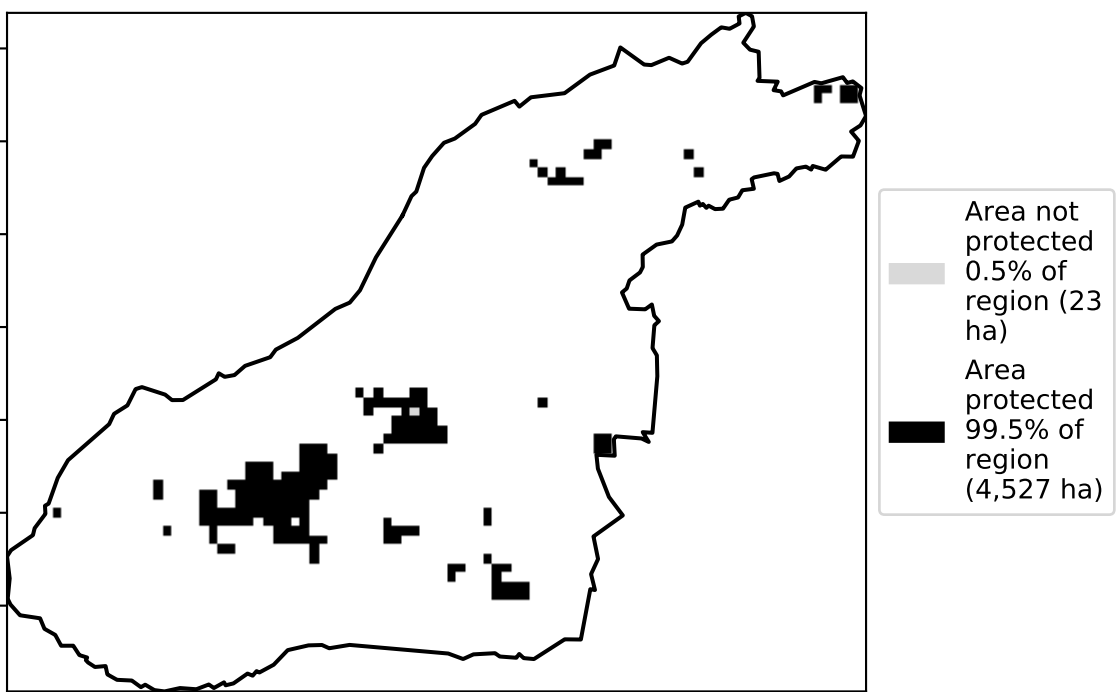 Area not
protected
0.5% of
region (23
ha)
Area
protected
99.5% of
region
(4,527 ha)